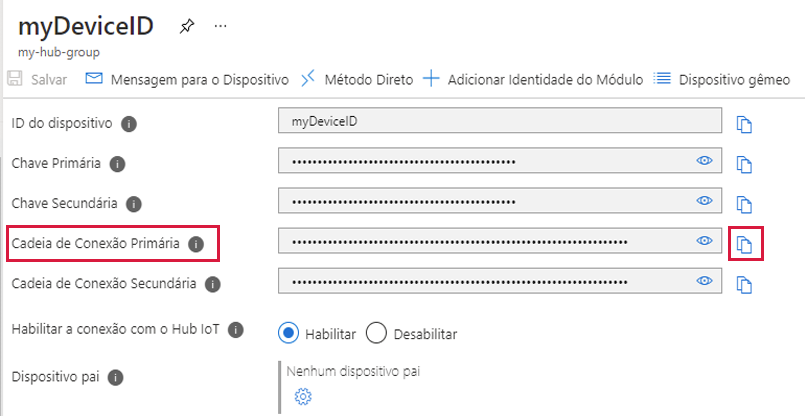 myDeviceID
my-hub-group
Salvar Mensagem para o Dispositivo Método Direto Adicionar Identidade do Módulo Dispositivo gêmeo
ID do dispositivo myDeviceID
Chave Primária
Chave Secundária
Cadeia de Conexão Primária
Cadeia de Conexão Secundária
Habilitar a conexão com o Hub IoT Habilitar Desabilitar
Dispositivo pai Nenhum dispositivo pai